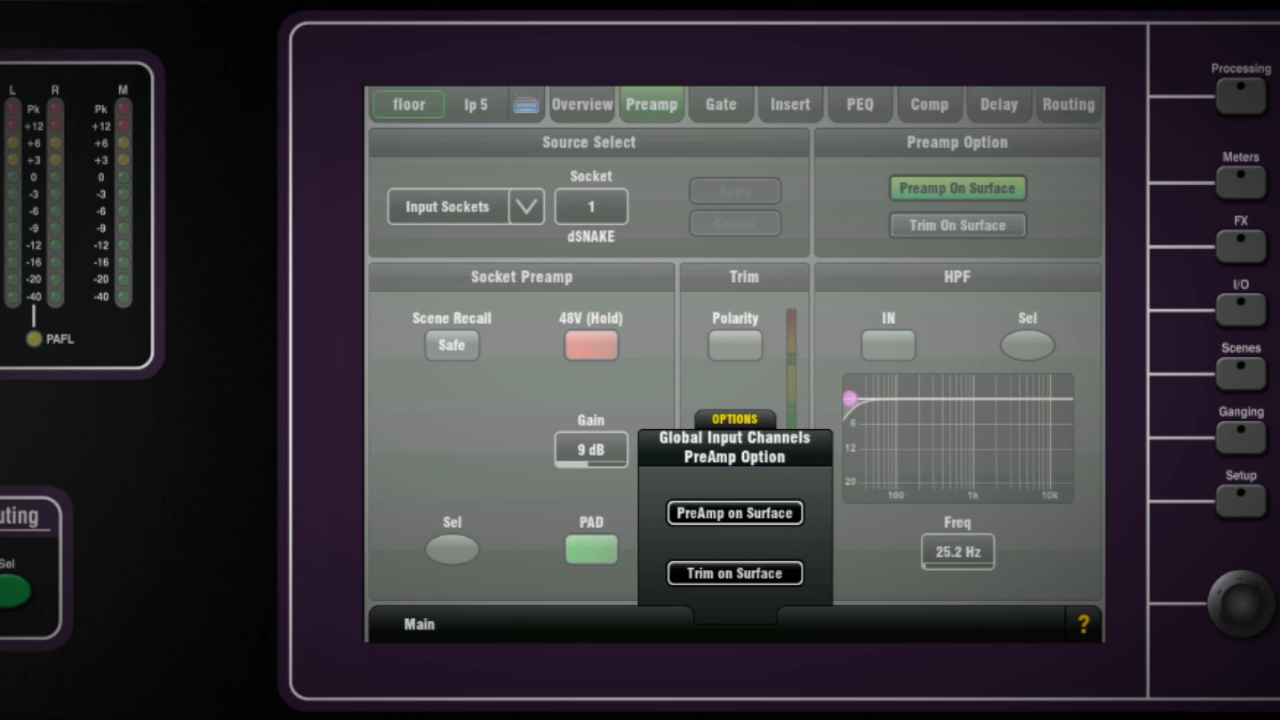 L R M
Pk Pk
+12 +12
+6 +6
+3 +3
0 0
-3 -3
-6 -6
-9 -9
-12 -12
-16 -16
-20 -20
-40 -40
PAFL
uting
Sel
floor Ip 5 Overview Preamp Gate Insert PEQ Comp Delay Routing
Source Select
Socket
Input Sockets 1
dSNAKE
Apply
Cancel
Preamp Option
Preamp On Surface
Trim On Surface
Socket Preamp
Scene Recall 48V (Hold)
Safe
Gain
9 dB
Sel PAD
Trim
Polarity
HPF
IN Sel
6
12
20
100 1k 10k
Freq
25.2 Hz
OPTIONS
Global Input Channels
PreAmp Option
PreAmp on Surface
Trim on Surface
Main ?
Processing
Meters
FX
I/O
Scenes
Ganging
Setup